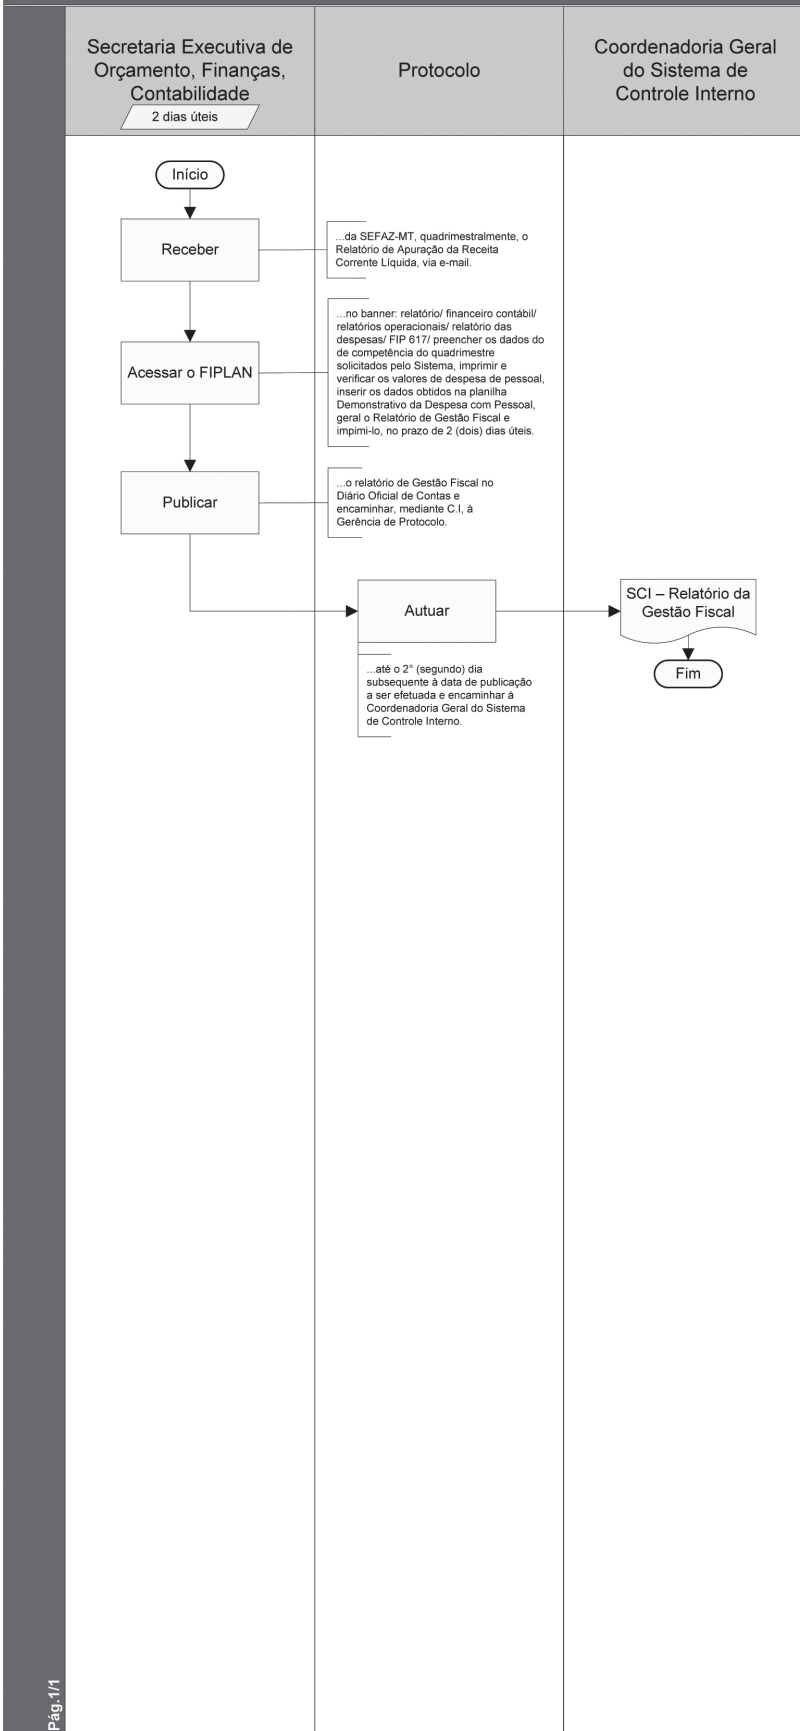 Secretaria Executiva de
Orçamento, Finanças,
Contabilidade
2 dias úteis
Protocolo
Coordenadoria Geral
do Sistema de
Controle Interno
Início
Receber
...da SEFAZ-MT, quadrimestralmente, o
Relatório de Apuração da Receita
Corrente Líquida, via e-mail.
Acessar o FIPLAN
...no banner: relatório/ financeiro contábil/
relatórios operacionais/ relatório das
despesas/ FIP 617/ preencher os dados do
de competência do quadrimestre
solicitados pelo Sistema, imprimir e
verificar os valores de despesa de pessoal,
inserir os dados obtidos na planilha
Demonstrativo da Despesa com Pessoal,
geral o Relatório de Gestão Fiscal e
impimi-lo, no prazo de 2 (dois) dias úteis.
Publicar
...o relatório de Gestão Fiscal no
Diário Oficial de Contas e
encaminhar, mediante C.I, à
Gerência de Protocolo.
Autuar
...até o 2° (segundo) dia
subsequente à data de publicação
a ser efetuada e encaminhar à
Coordenadoria Geral do Sistema
de Controle Interno.
SCI – Relatório da
Gestão Fiscal
Fim
Pág.1/1